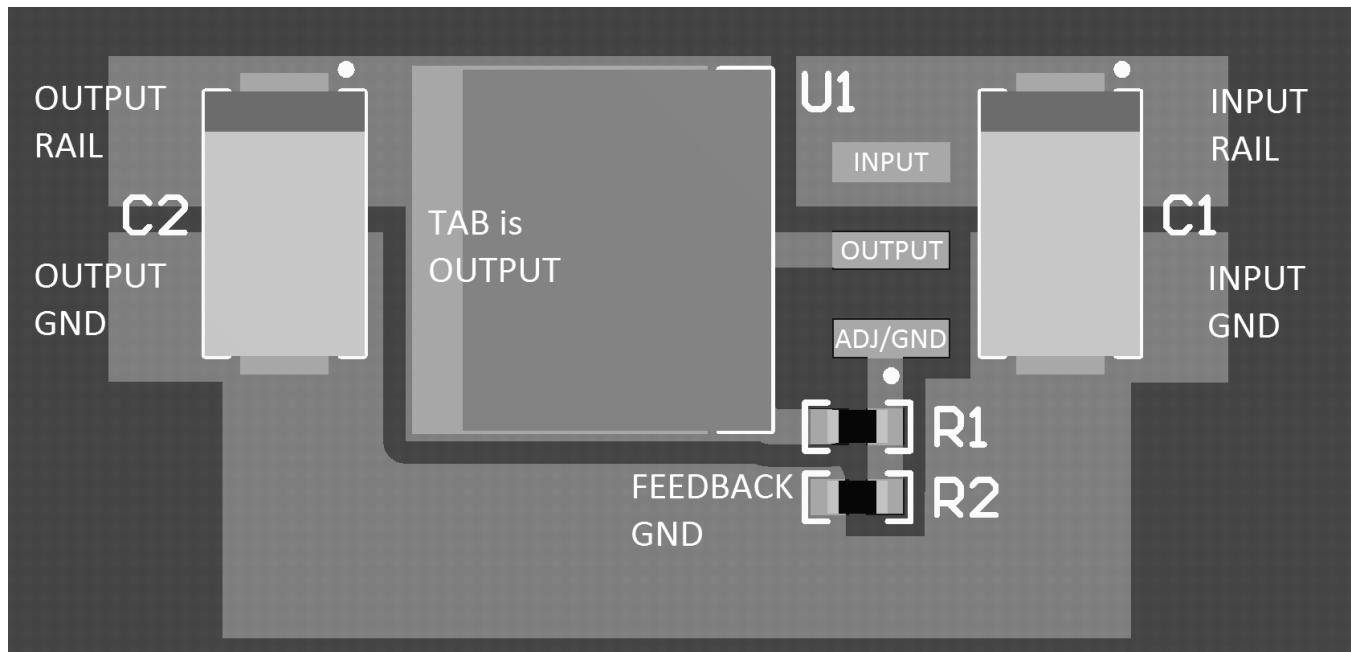 OUTPUT
RAIL
C2
OUTPUT
GND
TAB is
OUTPUT
U1
INPUT
OUTPUT
ADJ/GND
R1
R2
FEEDBACK
GND
INPUT
RAIL
C1
INPUT
GND